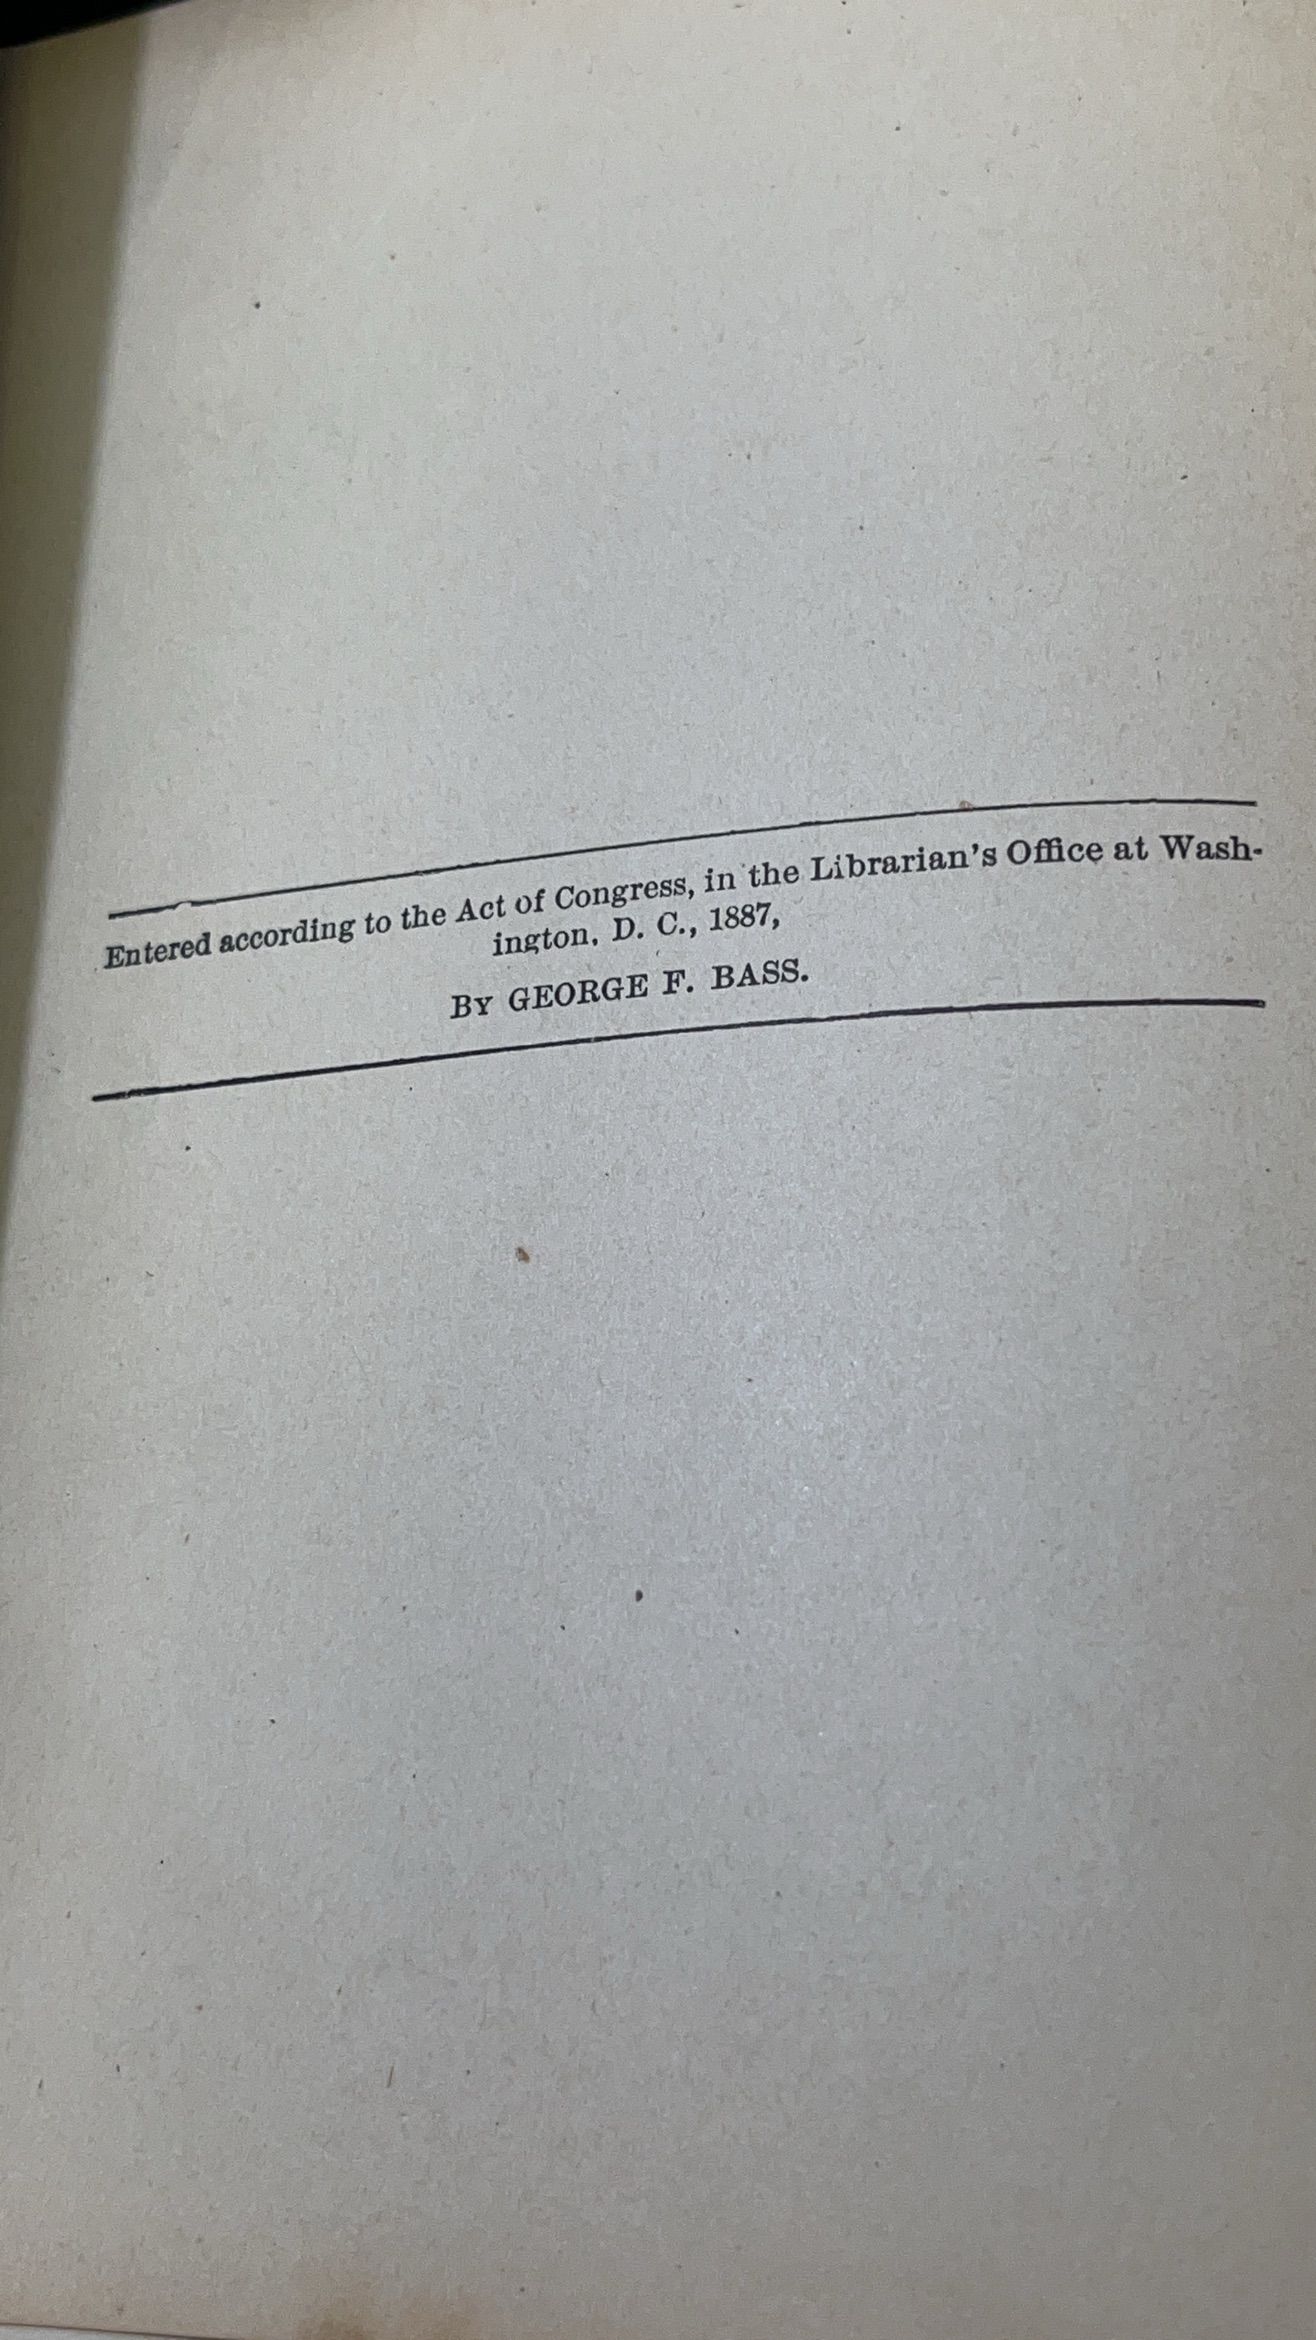 Entered according to the Act of Congress, in the Librarian's Office at Wash-
ington. D. C., 1887,
By GEORGE F. BASS.